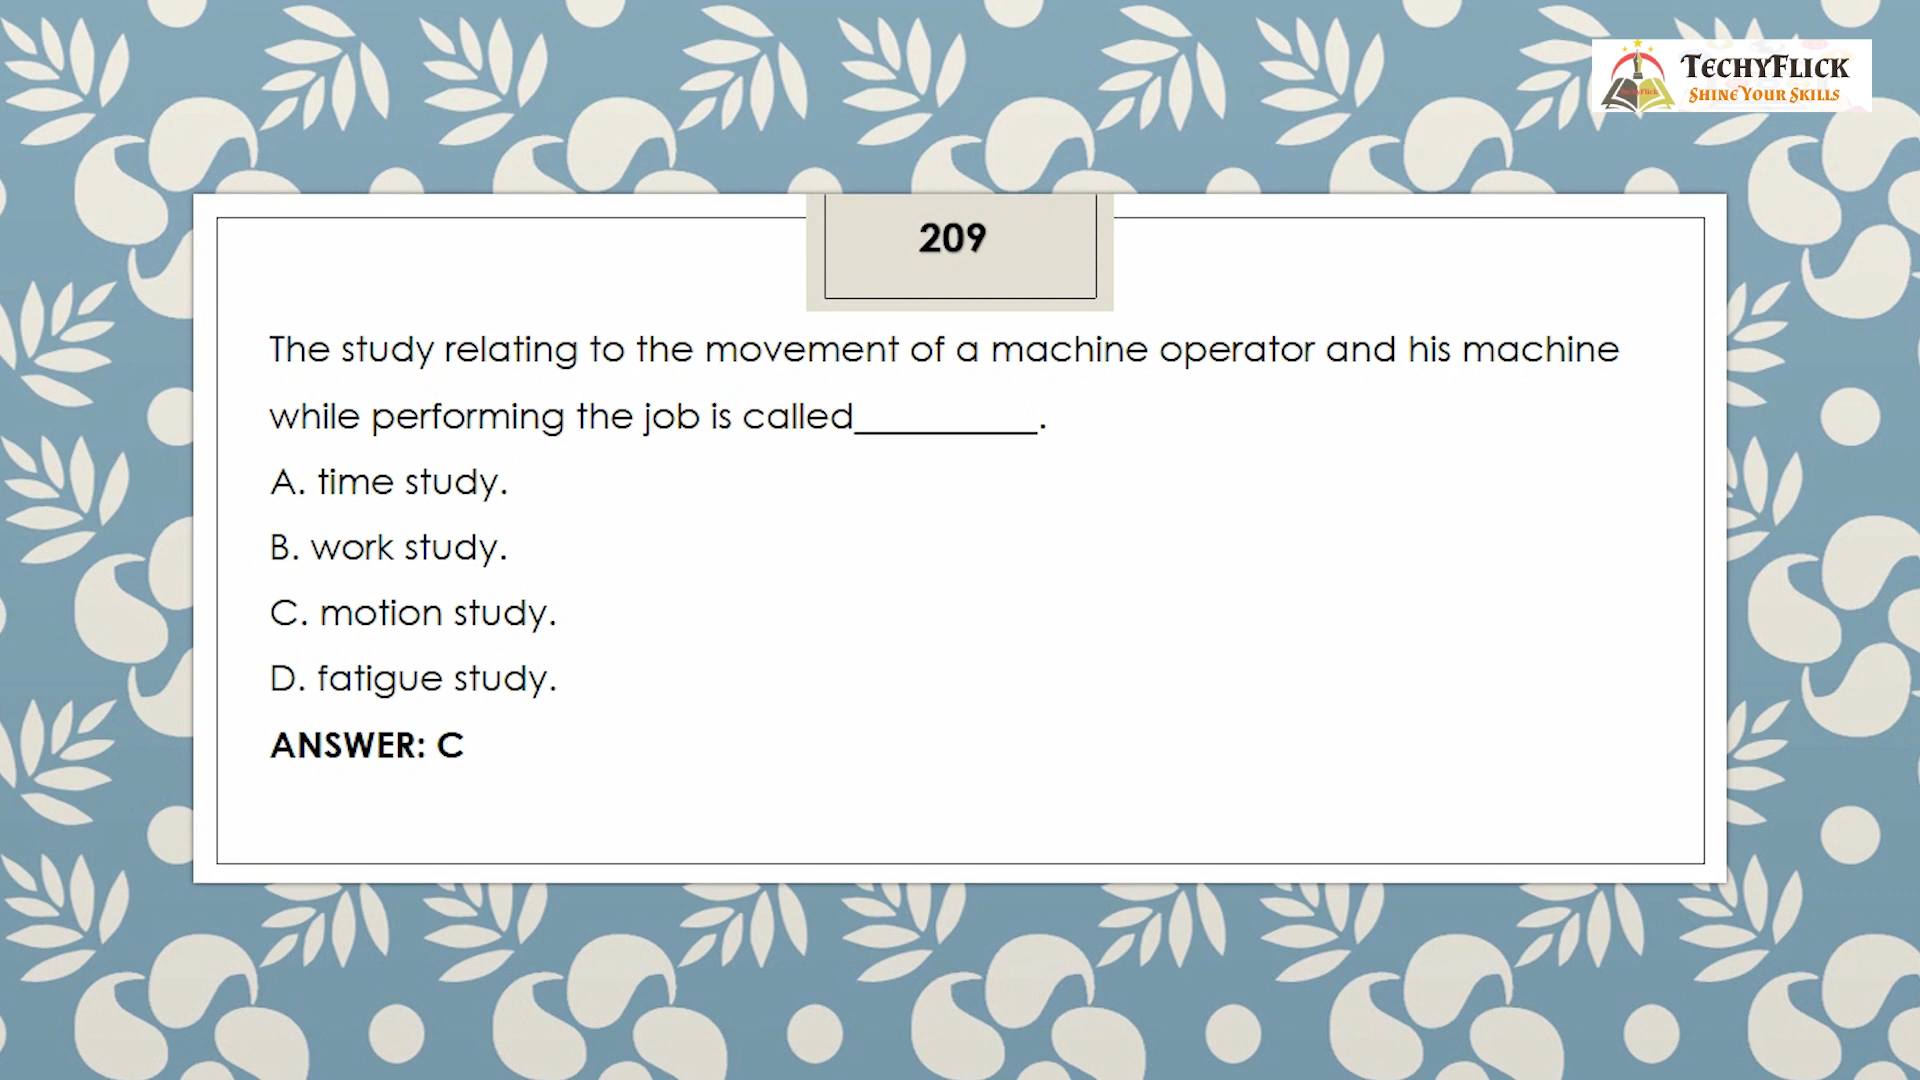 TECHYFLICK
SHINE YOUR SKILLS
209
The study relating to the movement of a machine operator and his machine
while performing the job is called__________.
A. time study.
B. work study.
C. motion study.
D. fatigue study.
ANSWER: C